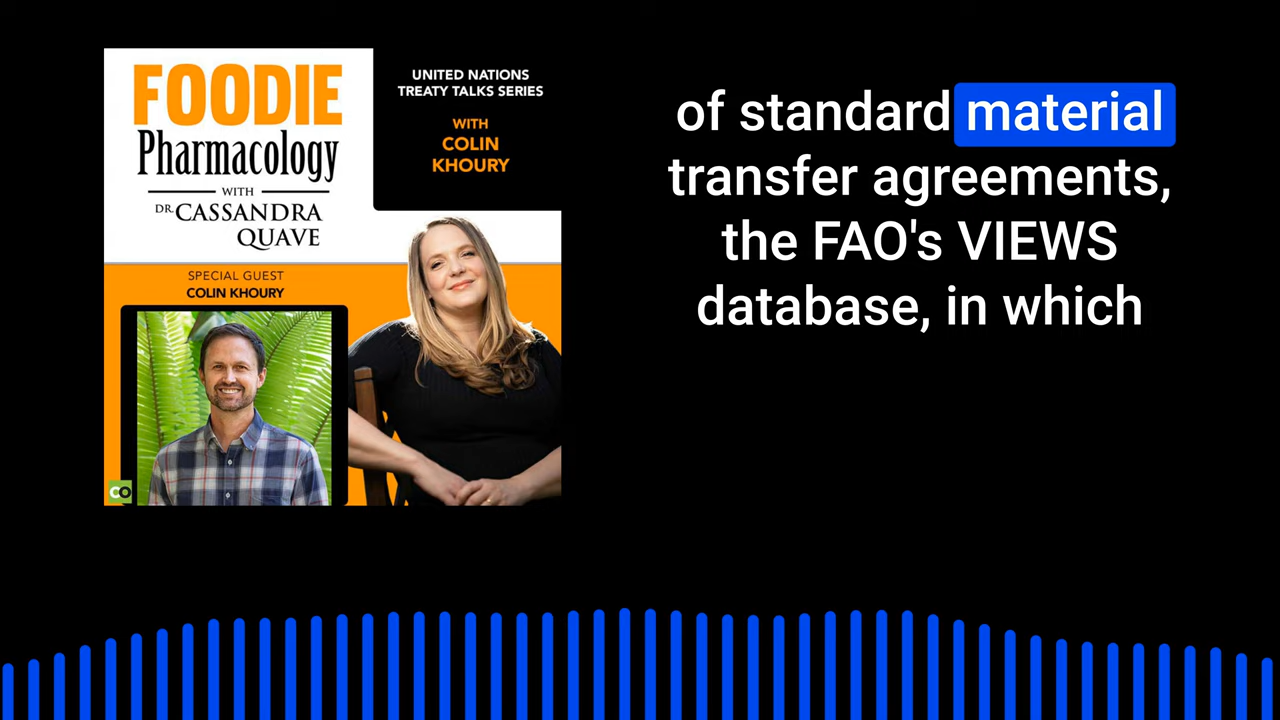 FOODIE
Pharmacology
WITH
DR. CASSANDRA
QUAVE
UNITED NATIONS
TREATY TALKS SERIES
WITH
COLIN
KHOURY
SPECIAL GUEST
COLIN KHOURY
CO
of standard material
transfer agreements,
the FAO's VIEWS
database, in which